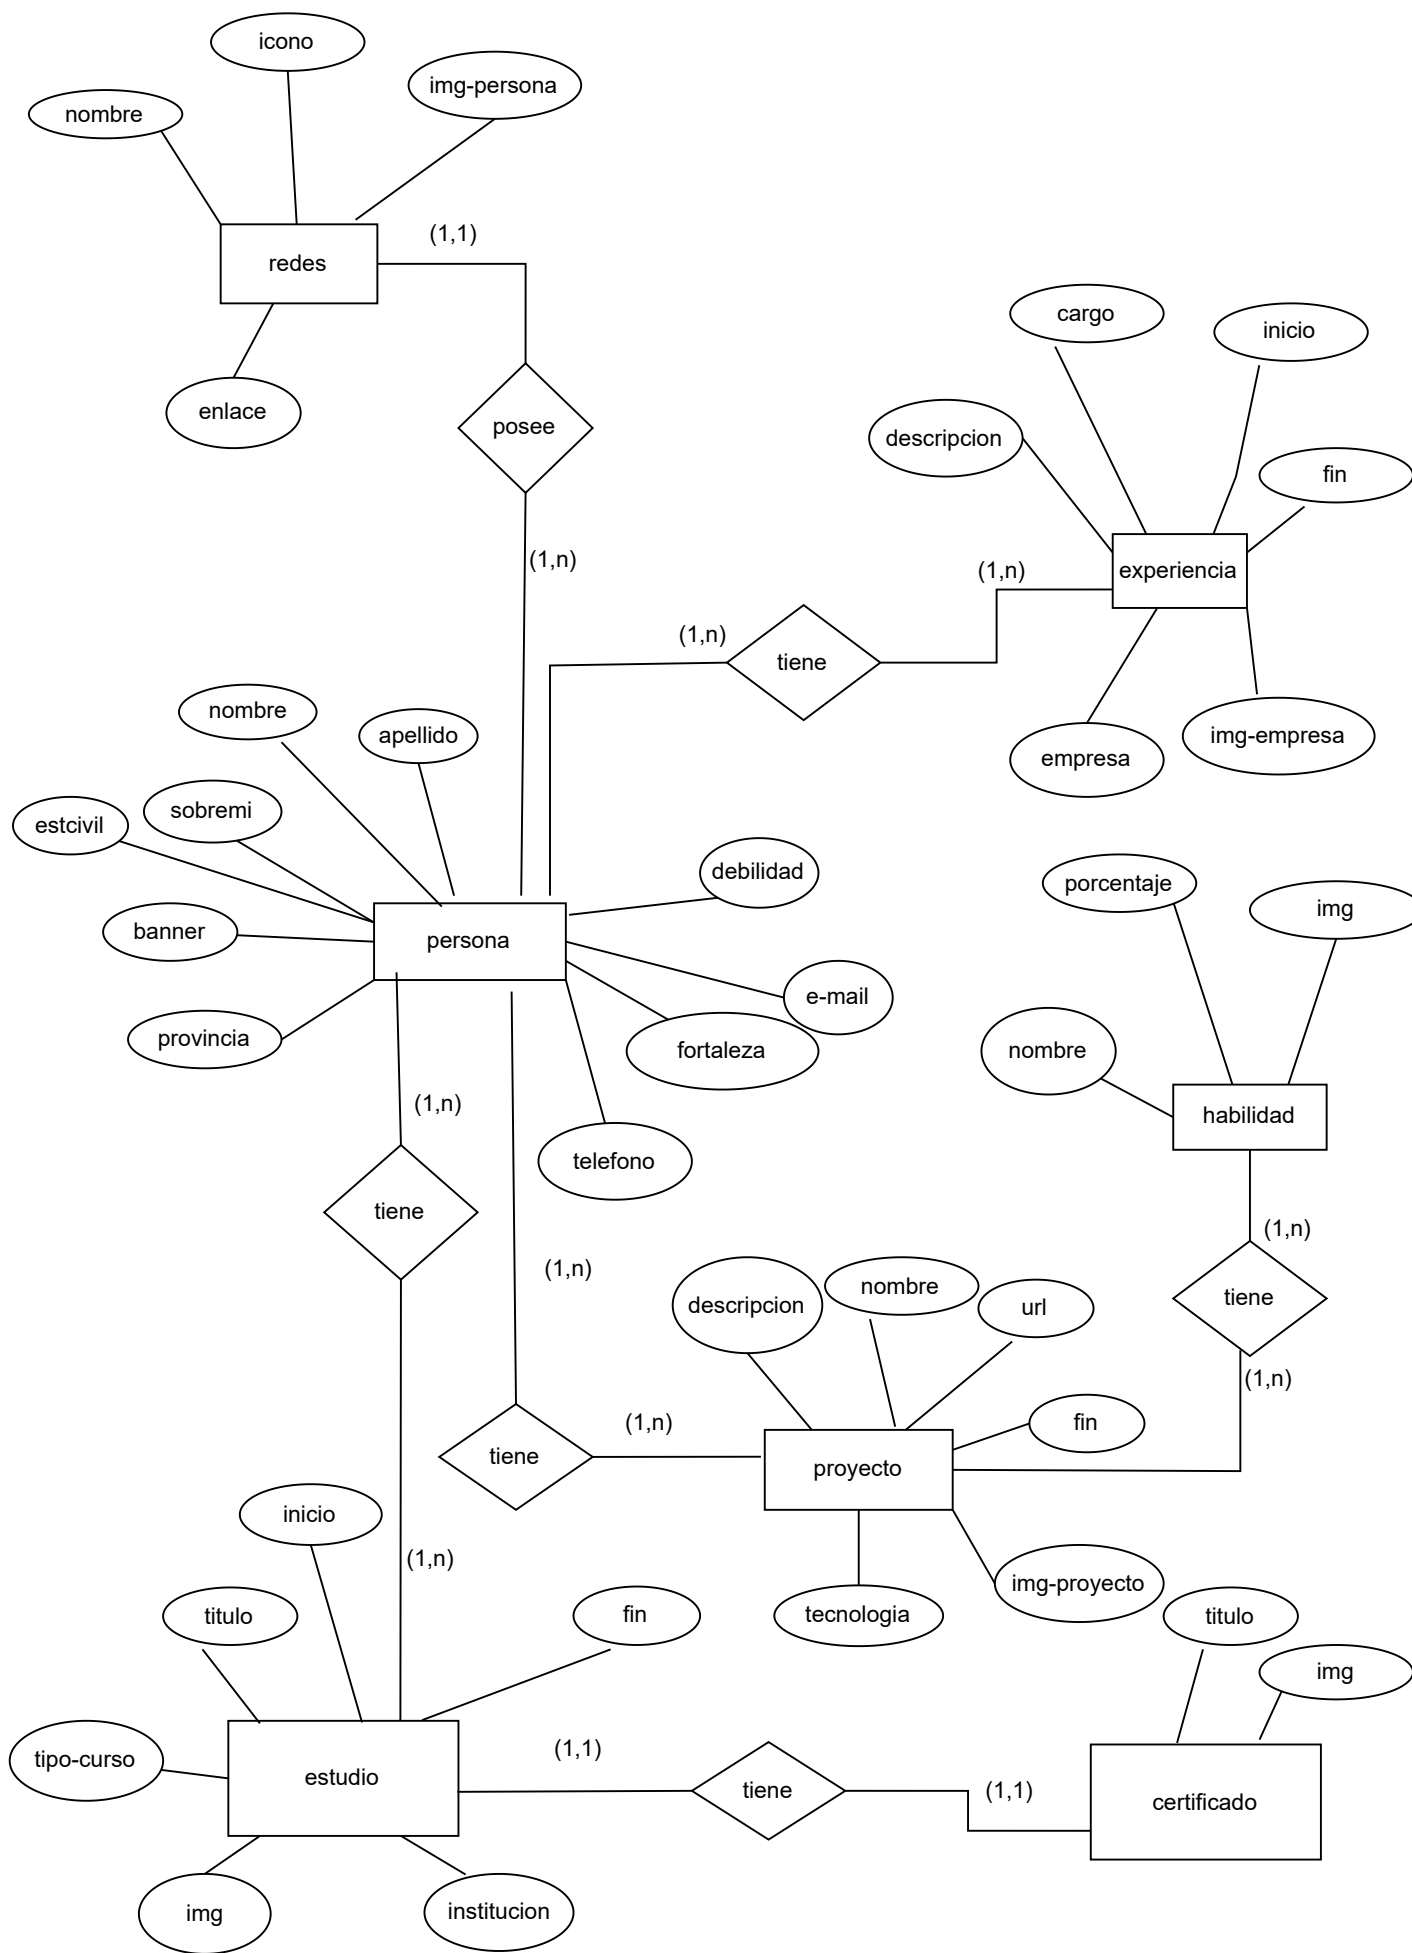 icono
img-persona
nombre
(1,1)
redes
cargo
inicio
enlace
posee
descripcion
fin
(1,n)
(1,n)
experiencia
(1,n)
tiene
nombre
apellido
img-empresa
empresa
sobremi
estcivil
debilidad
porcentaje
img
banner
persona
e-mail
provincia
fortaleza
nombre
(1,n)
habilidad
telefono
tiene
(1,n)
(1,n)
descripcion
nombre
url
tiene
(1,n)
(1,n)
fin
tiene
proyecto
inicio
(1,n)
img-proyecto
titulo
fin
tecnologia
titulo
img
tipo-curso
estudio
(1,1)
tiene
(1,1)
certificado
img
institucion